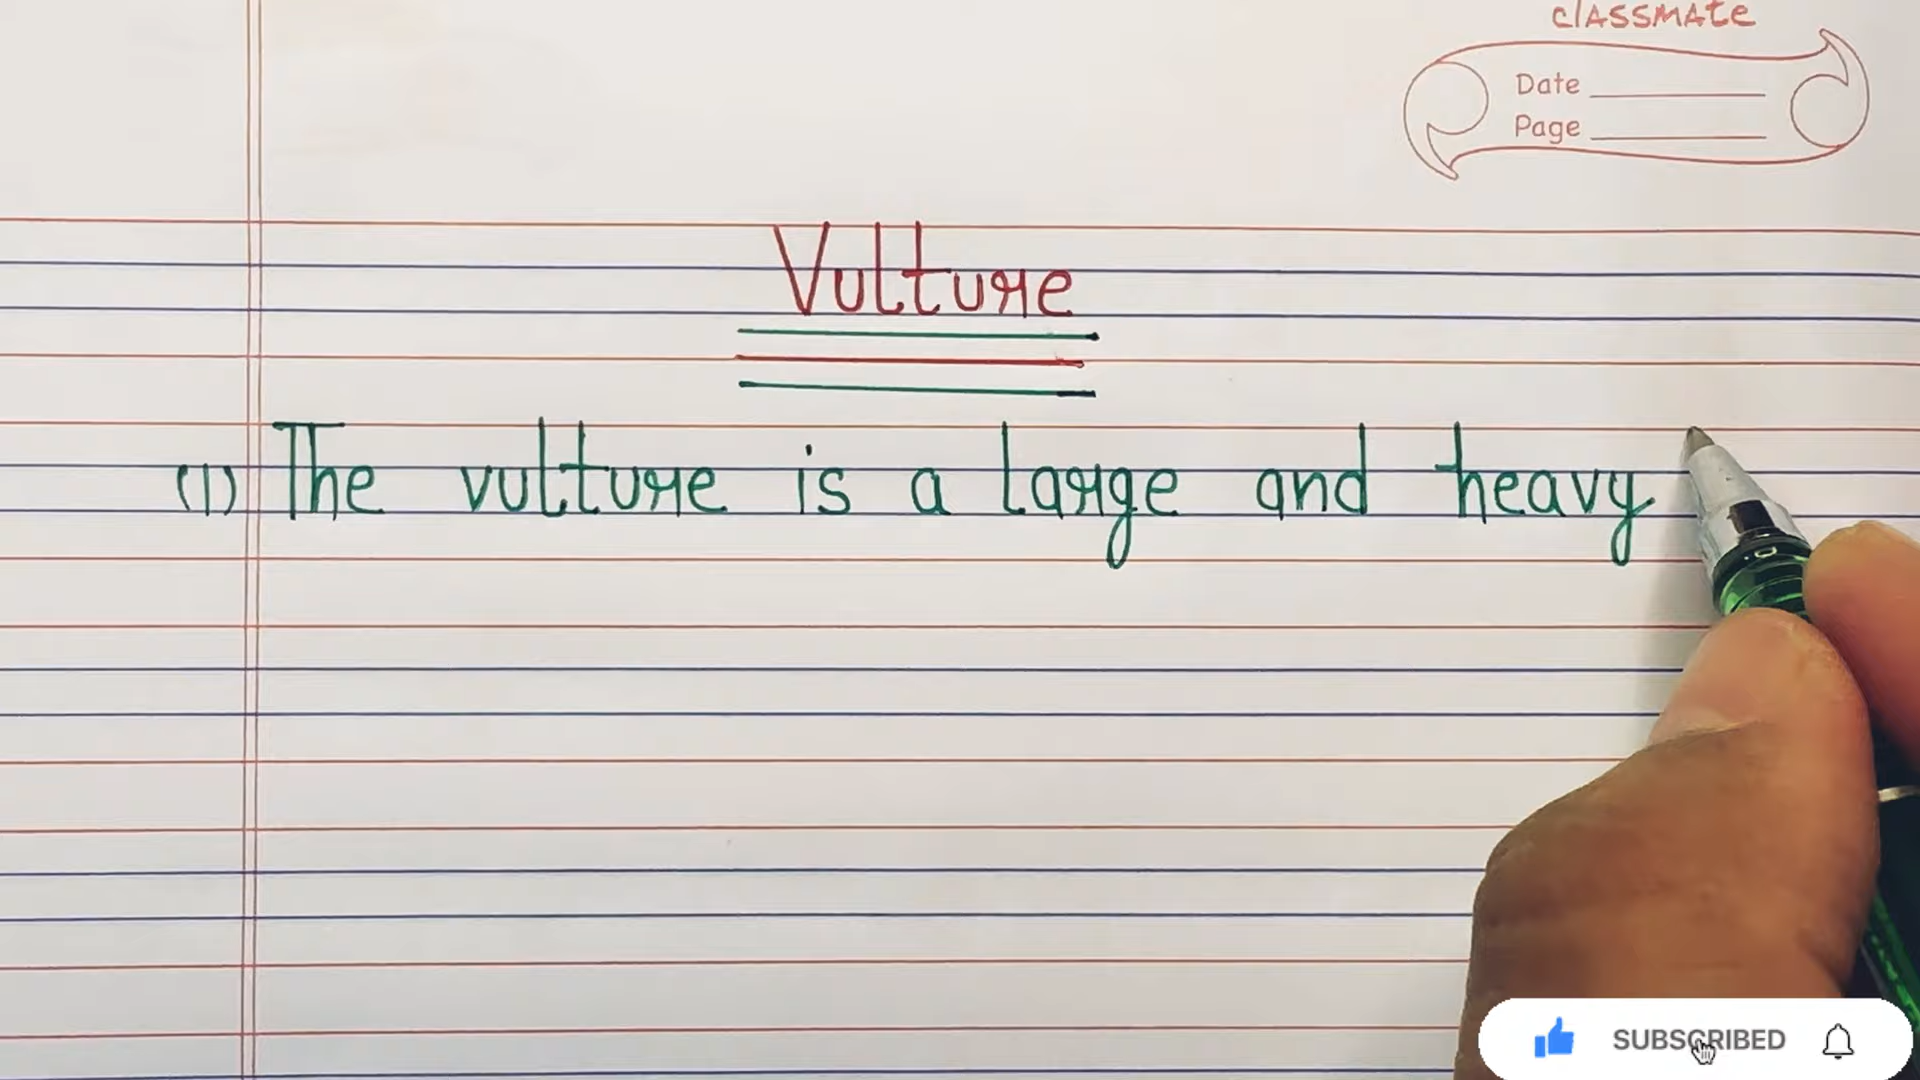 classmate
Date
Page
Vulture
(1) The vulture is a large and heavy
SUBSCRIBED